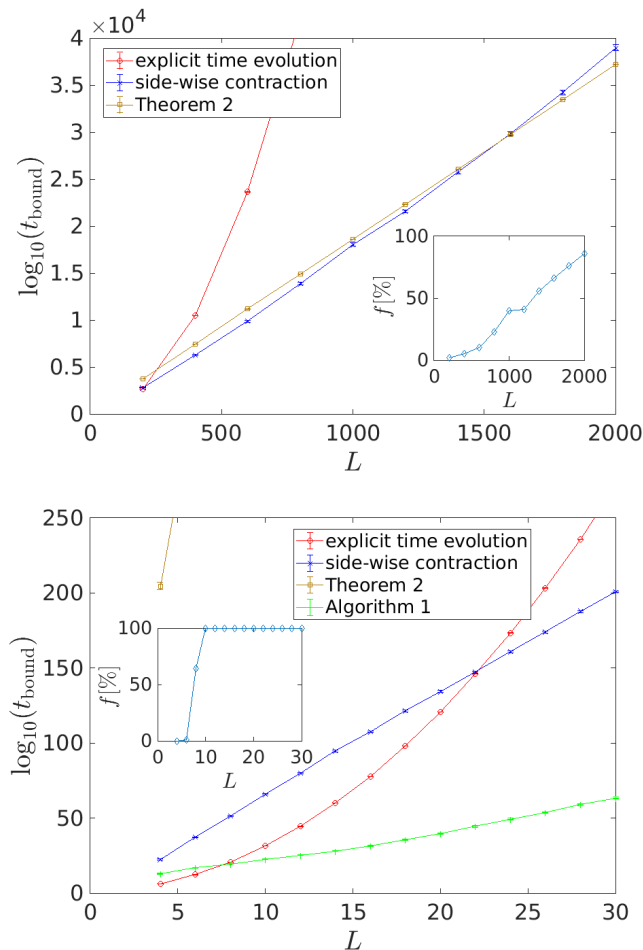 ×10⁴
4
3.5
3
2.5
2
1.5
1
0.5
0
log₁₀(t_bound)
explicit time evolution
side-wise contraction
Theorem 2
100
50
0
f [%]
0 1000 2000
L
0 500 1000 1500 2000
L
250
200
150
100
50
0
log₁₀(t_bound)
explicit time evolution
side-wise contraction
Theorem 2
Algorithm 1
100
50
0
f [%]
0 10 20 30
L
0 5 10 15 20 25 30
L